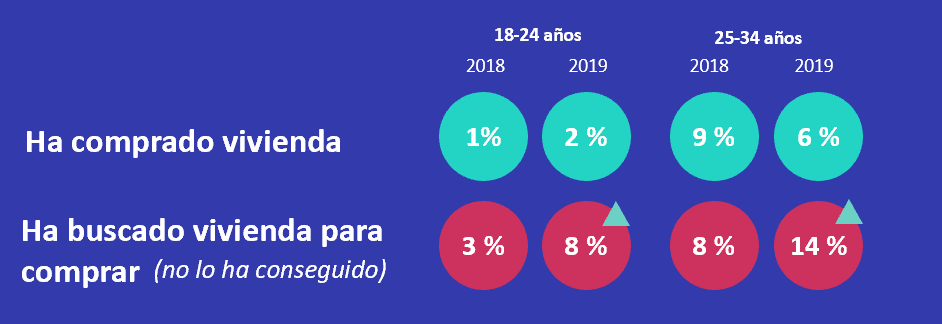 18-24 años 25-34 años
2018 2019 2018 2019
Ha comprado vivienda 1% 2 % 9 % 6 %
Ha buscado vivienda para
comprar (no lo ha conseguido) 3 % 8 % 8 % 14 %